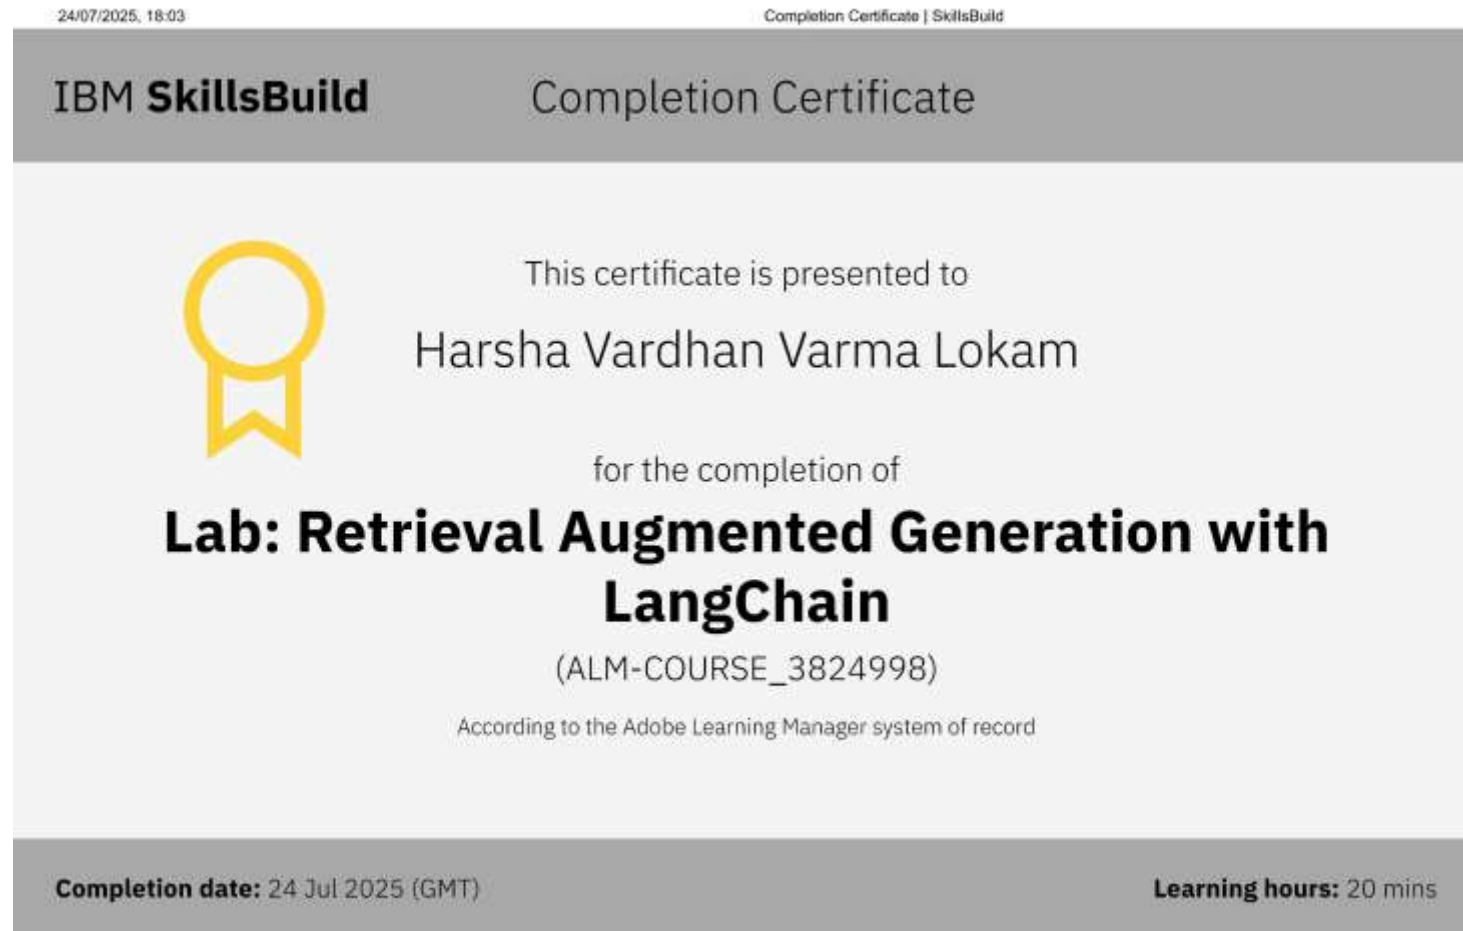 24/07/2025, 18:03 Completion Certificate | SkillsBuild
IBM SkillsBuild Completion Certificate
This certificate is presented to
Harsha Vardhan Varma Lokam
for the completion of
Lab: Retrieval Augmented Generation with
LangChain
(ALM-COURSE_3824998)
According to the Adobe Learning Manager system of record
Completion date: 24 Jul 2025 (GMT) Learning hours: 20 mins